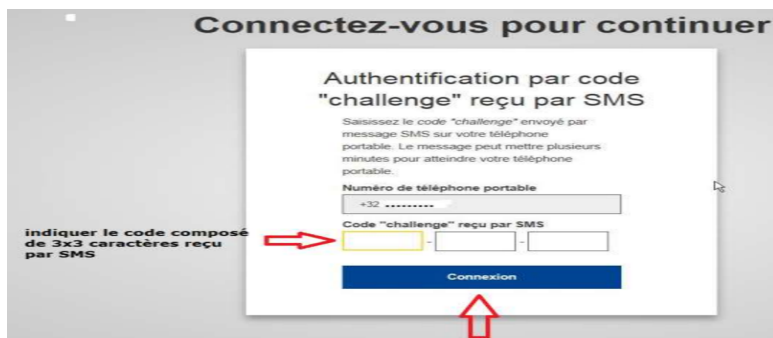 Connectez-vous pour continuer
Authentification par code
"challenge" reçu par SMS
Saisissez le code "challenge" envoyé par
message SMS sur votre téléphone
portable. Le message peut mettre plusieurs
minutes pour atteindre votre téléphone
portable.
Numéro de téléphone portable
+32 •••••••••
Code "challenge" reçu par SMS
- -
indiquer le code composé
de 3x3 caractères reçu
par SMS
Connexion